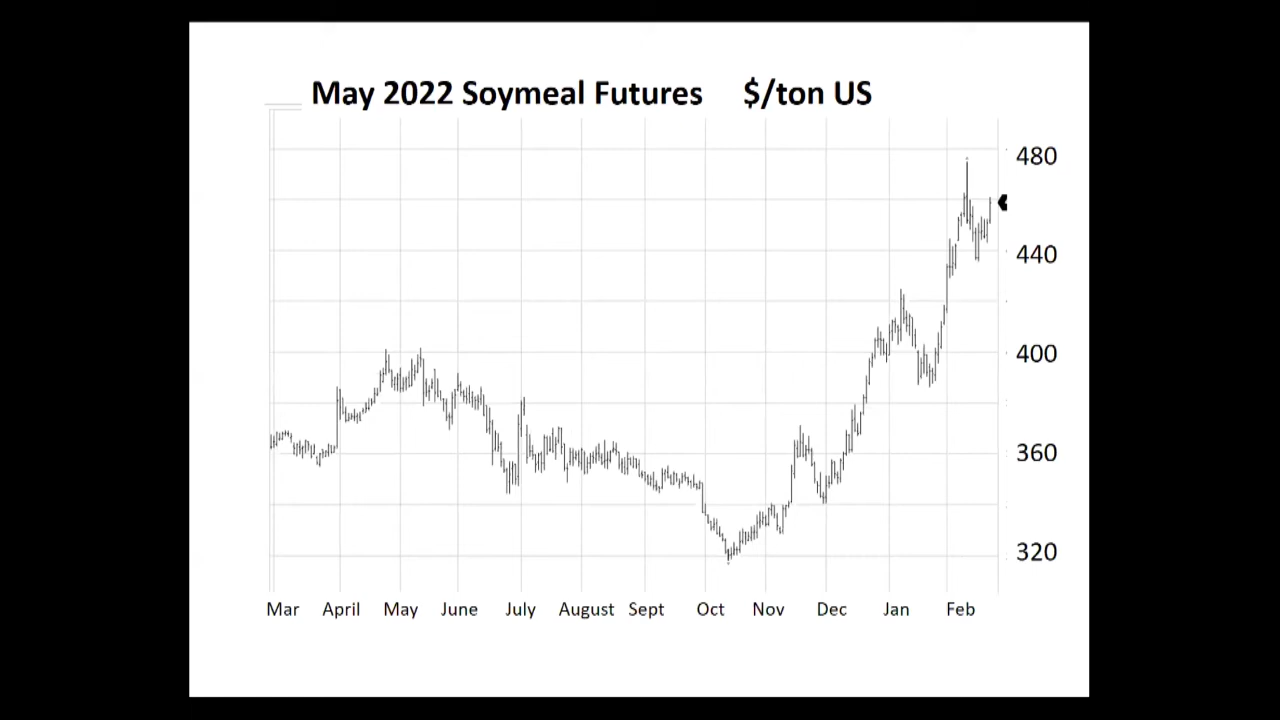 May 2022 Soymeal Futures $/ton US
480
440
400
360
320
Mar April May June July August Sept Oct Nov Dec Jan Feb